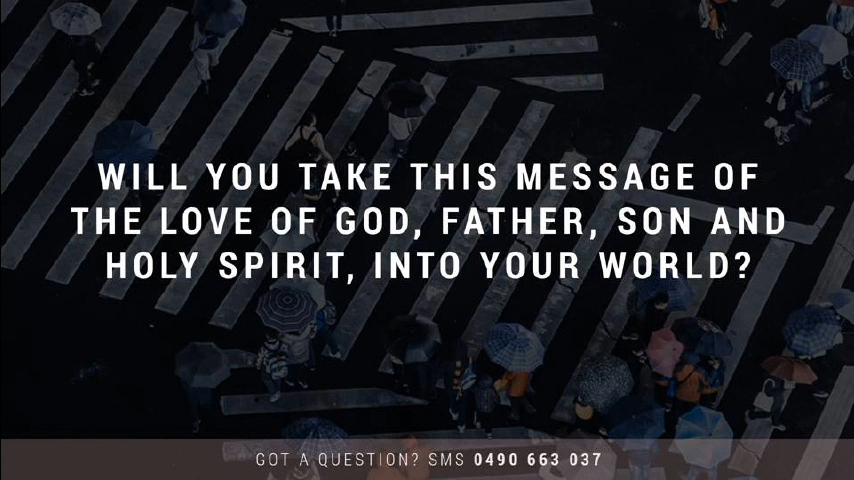 WILL YOU TAKE THIS MESSAGE OF
THE LOVE OF GOD, FATHER, SON AND
HOLY SPIRIT, INTO YOUR WORLD?
GOT A QUESTION? SMS 0490 663 037